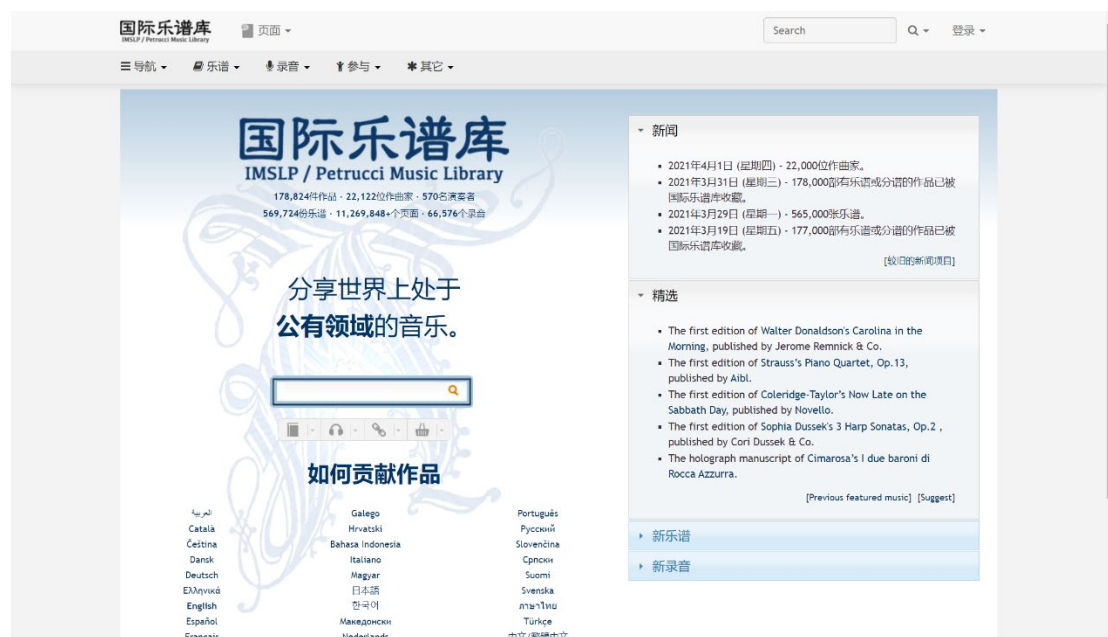 国际乐谱库
IMSLP / Petrucci Music Library
页面
Search
登录
导航
乐谱
录音
参与
其它
国际乐谱库
IMSLP / Petrucci Music Library
178,824件作品 · 22,122位作曲家 · 570名演奏者
569,724份乐谱 · 11,269,848+个页面 · 66,576个录音
分享世界上处于
公有领域的音乐。
如何贡献作品
العربية
Galego
Português
Català
Hrvatski
Русский
Čeština
Bahasa Indonesia
Slovenčina
Dansk
Italiano
Српски
Deutsch
Magyar
Suomi
Ελληνικά
日本語
Svenska
English
한국어
ภาษาไทย
Español
Македонски
Türkçe
Français
Nederlands
中文(繁體中文
新闻
2021年4月1日 (星期四) - 22,000位作曲家。
2021年3月31日 (星期三) - 178,000部有乐谱或分谱的作品已被
国际乐谱库收藏。
2021年3月29日 (星期一) - 565,000张乐谱。
2021年3月19日 (星期五) - 177,000部有乐谱或分谱的作品已被
国际乐谱库收藏。
[较旧的新闻项目]
精选
The first edition of Walter Donaldson's Carolina in the
Morning, published by Jerome Remnick & Co.
The first edition of Strauss's Piano Quartet, Op.13,
published by Aibl.
The first edition of Coleridge-Taylor's Now Late on the
Sabbath Day, published by Novello.
The first edition of Sophia Dussek's 3 Harp Sonatas, Op.2 ,
published by Cori Dussek & Co.
The holograph manuscript of Cimarosa's I due baroni di
Rocca Azzurra.
[Previous featured music] [Suggest]
新乐谱
新录音